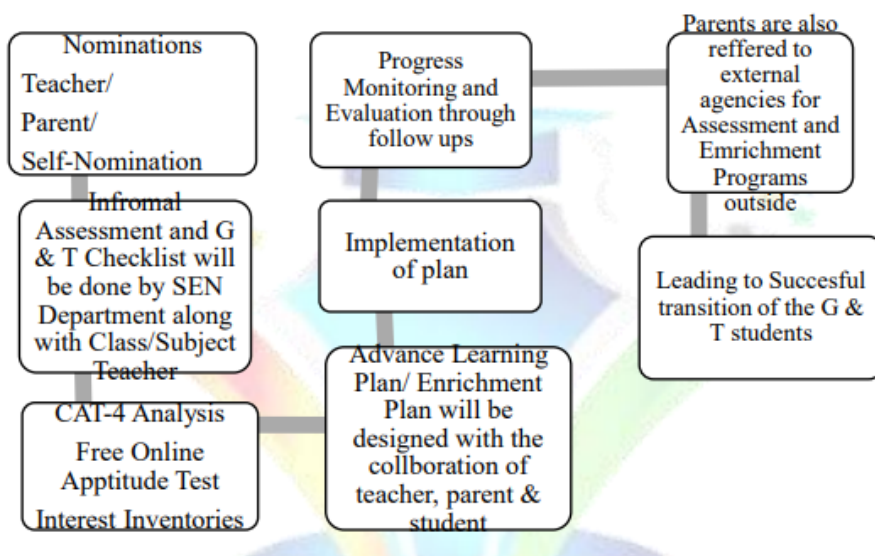 Nominations
Teacher/
Parent/
Self-Nomination
Infromal
Assessment and G
& T Checklist will
be done by SEN
Department along
with Class/Subject
Teacher
CAT-4 Analysis
Free Online
Apptitude Test
Interest Inventories
Advance Learning
Plan/ Enrichment
Plan will be
designed with the
collboration of
teacher, parent &
student
Implementation
of plan
Progress
Monitoring and
Evaluation through
follow ups
Parents are also
reffered to
external
agencies for
Assessment and
Emrichment
Programs
outside
Leading to Succesful
transition of the G &
T students